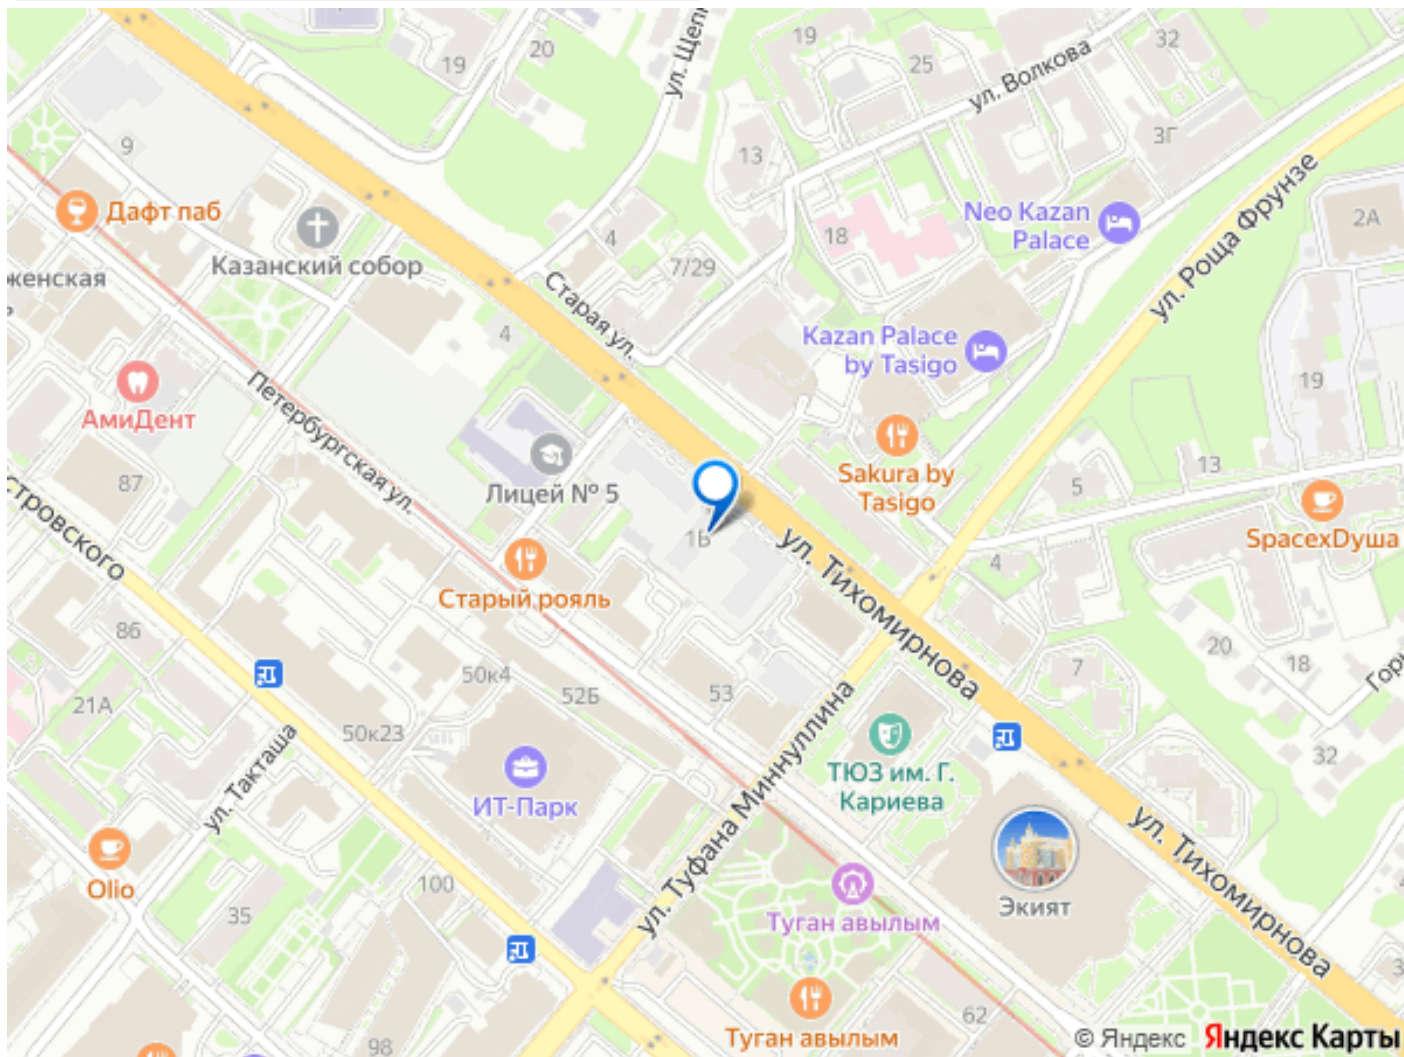 19
20
ул. Щеп
19
25
32
ул. Волкова
9
13
3Г
ул. Роща Фрунзе
Дафт паб
Казанский собор
4
7/29
18
Neo Kazan
Palace
2А
женская
Старая ул.
4
Kazan Palace
by Tasigo
19
АмиДент
Петербургская ул.
87
Лицей № 5
Sakura by
Tasigo
5
13
SpacexДуша
стровского
1Б
ул. Тихомирнова
4
Старый рояль
86
20
18
7
Горь
21А
50к4
52Б
53
50к23
ул. Такташа
ИТ-Парк
ул. Туфана Миннуллина
ТЮЗ им. Г.
Кариева
32
ул. Тихомирнова
Olio
35
100
Туган авылым
Экият
3
62
98
Туган авылым
© Яндекс Яндекс Карты